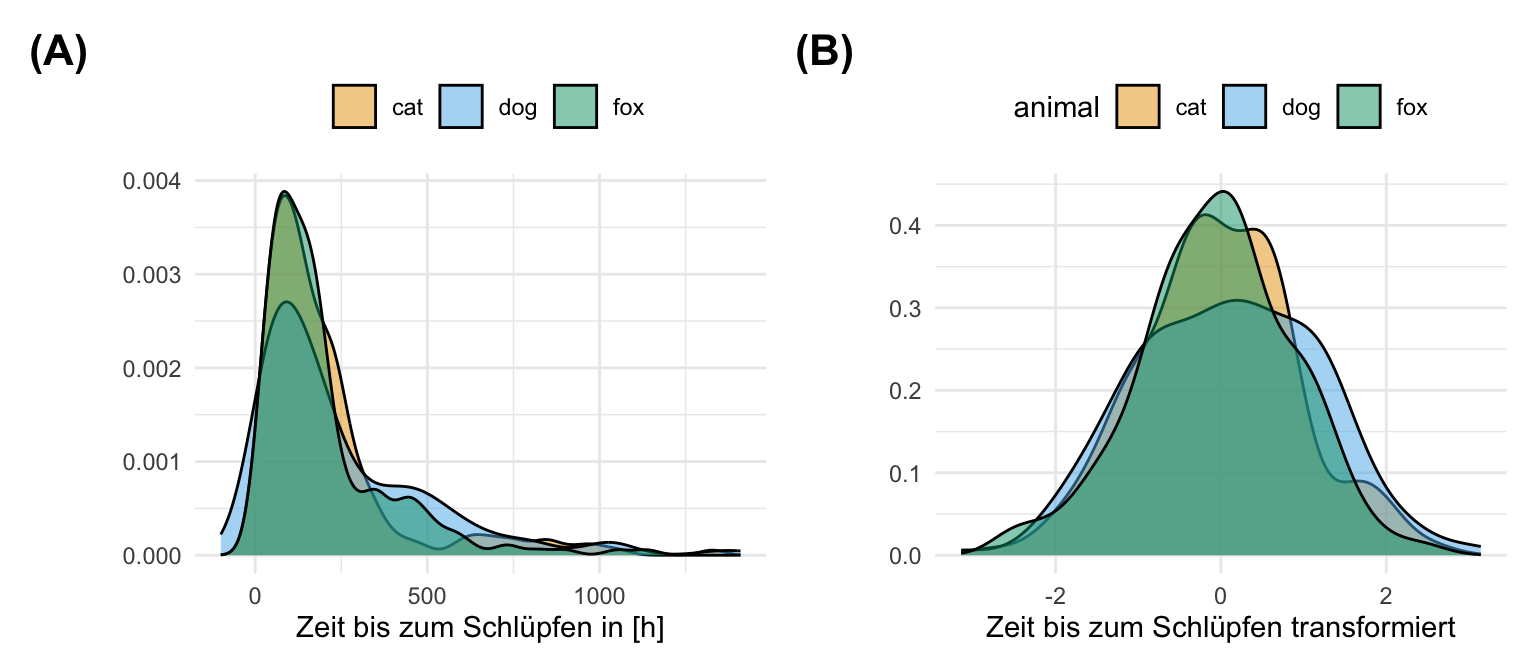 (A)
cat dog fox
0.004
0.003
0.002
0.001
0.000
0 500 1000
Zeit bis zum Schlüpfen in [h]
(B)
animal cat dog fox
0.4
0.3
0.2
0.1
0.0
-2 0 2
Zeit bis zum Schlüpfen transformiert